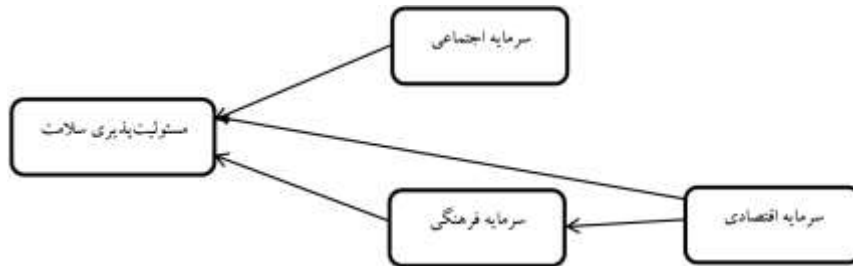 سرمایه اجتماعی
مسئولیت‌پذیری سلامت
سرمایه فرهنگی
سرمایه اقتصادی